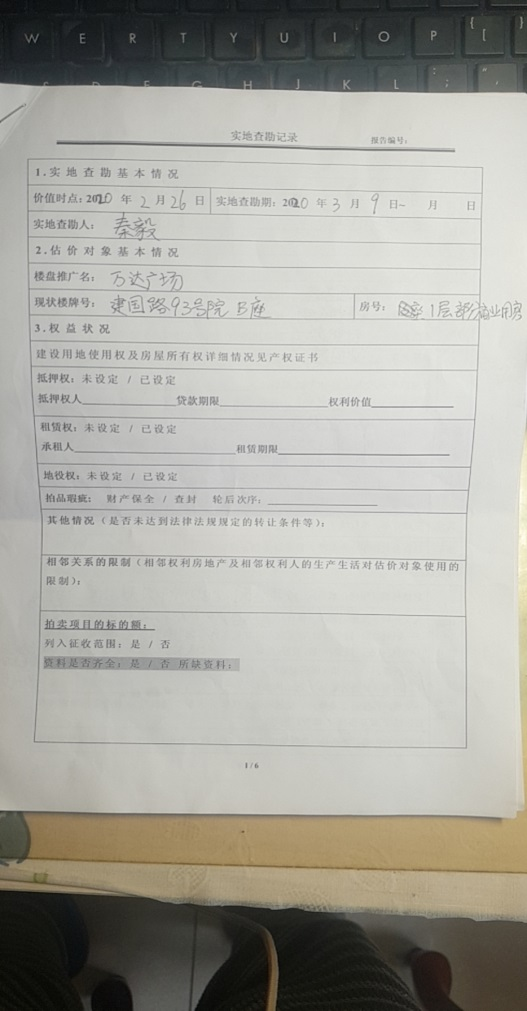 W E R T Y U I O P { [
G H J K L : ; "
实地查勘记录 报告编号:
1.实地查勘基本情况
价值时点:2020 年 2 月 26 日 实地查勘期:2020 年 3 月 9 日~ 月 日
实地查勘人: 秦毅
2.估价对象基本情况
楼盘推广名: 万达广场
现状楼牌号: 建国路93号院 B座 房号: 1层部分商业用房
3.权益状况
建设用地使用权及房屋所有权详细情况见产权证书
抵押权:未设定 / 已设定
抵押权人 贷款期限 权利价值
租赁权:未设定 / 已设定
承租人 租赁期限
地役权:未设定 / 已设定
拍品瑕疵: 财产保全 / 查封 轮后次序:
其他情况(是否未达到法律法规规定的转让条件等):
相邻关系的限制(相邻权利房地产及相邻权利人的生产生活对估价对象使用的
限制):
拍卖项目的标的额:
列入征收范围:是 / 否
资料是否齐全:是 / 否 所缺资料:
1 / 6